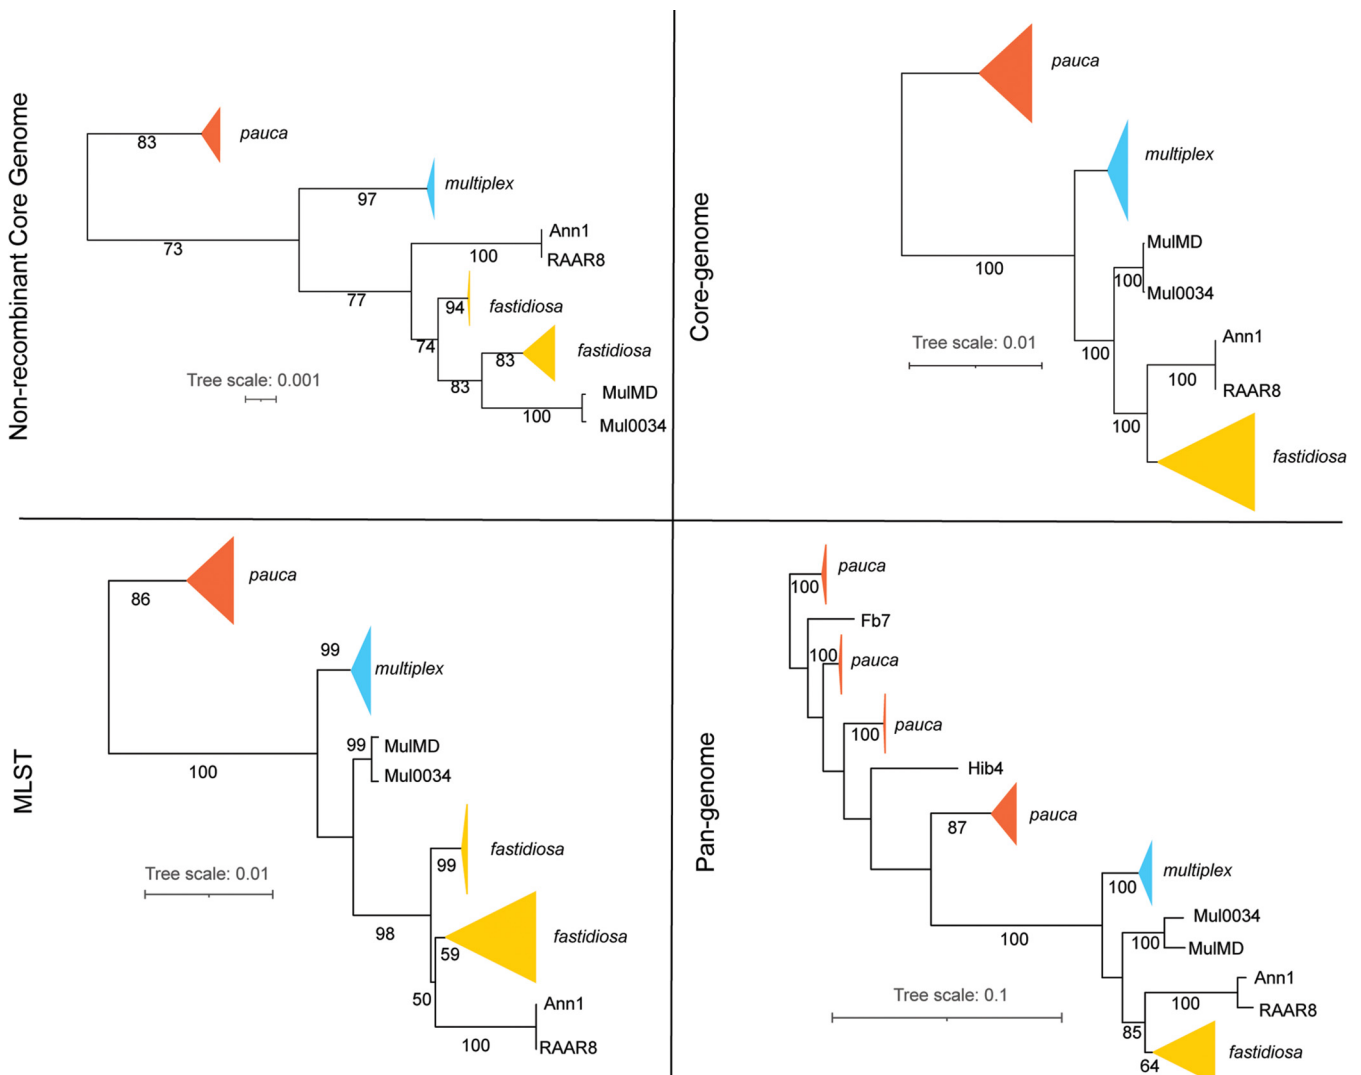 Non-recombinant Core Genome
83
pauca
97
multiplex
73
Ann1
100
RAAR8
77
94
fastidiosa
74
83
fastidiosa
83
MulMD
100
Mul0034
Tree scale: 0.001
Core-genome
pauca
multiplex
100
MulMD
100
Mul0034
Tree scale: 0.01
100
Ann1
100
RAAR8
100
fastidiosa
MLST
pauca
86
99
multiplex
99
MulMD
Mul0034
100
fastidiosa
99
Tree scale: 0.01
98
fastidiosa
59
50
Ann1
100
RAAR8
Pan-genome
pauca
100
Fb7
100
pauca
100
pauca
Hib4
87
pauca
multiplex
100
Mul0034
100
100
MulMD
Ann1
100
RAAR8
Tree scale: 0.1
85
fastidiosa
64